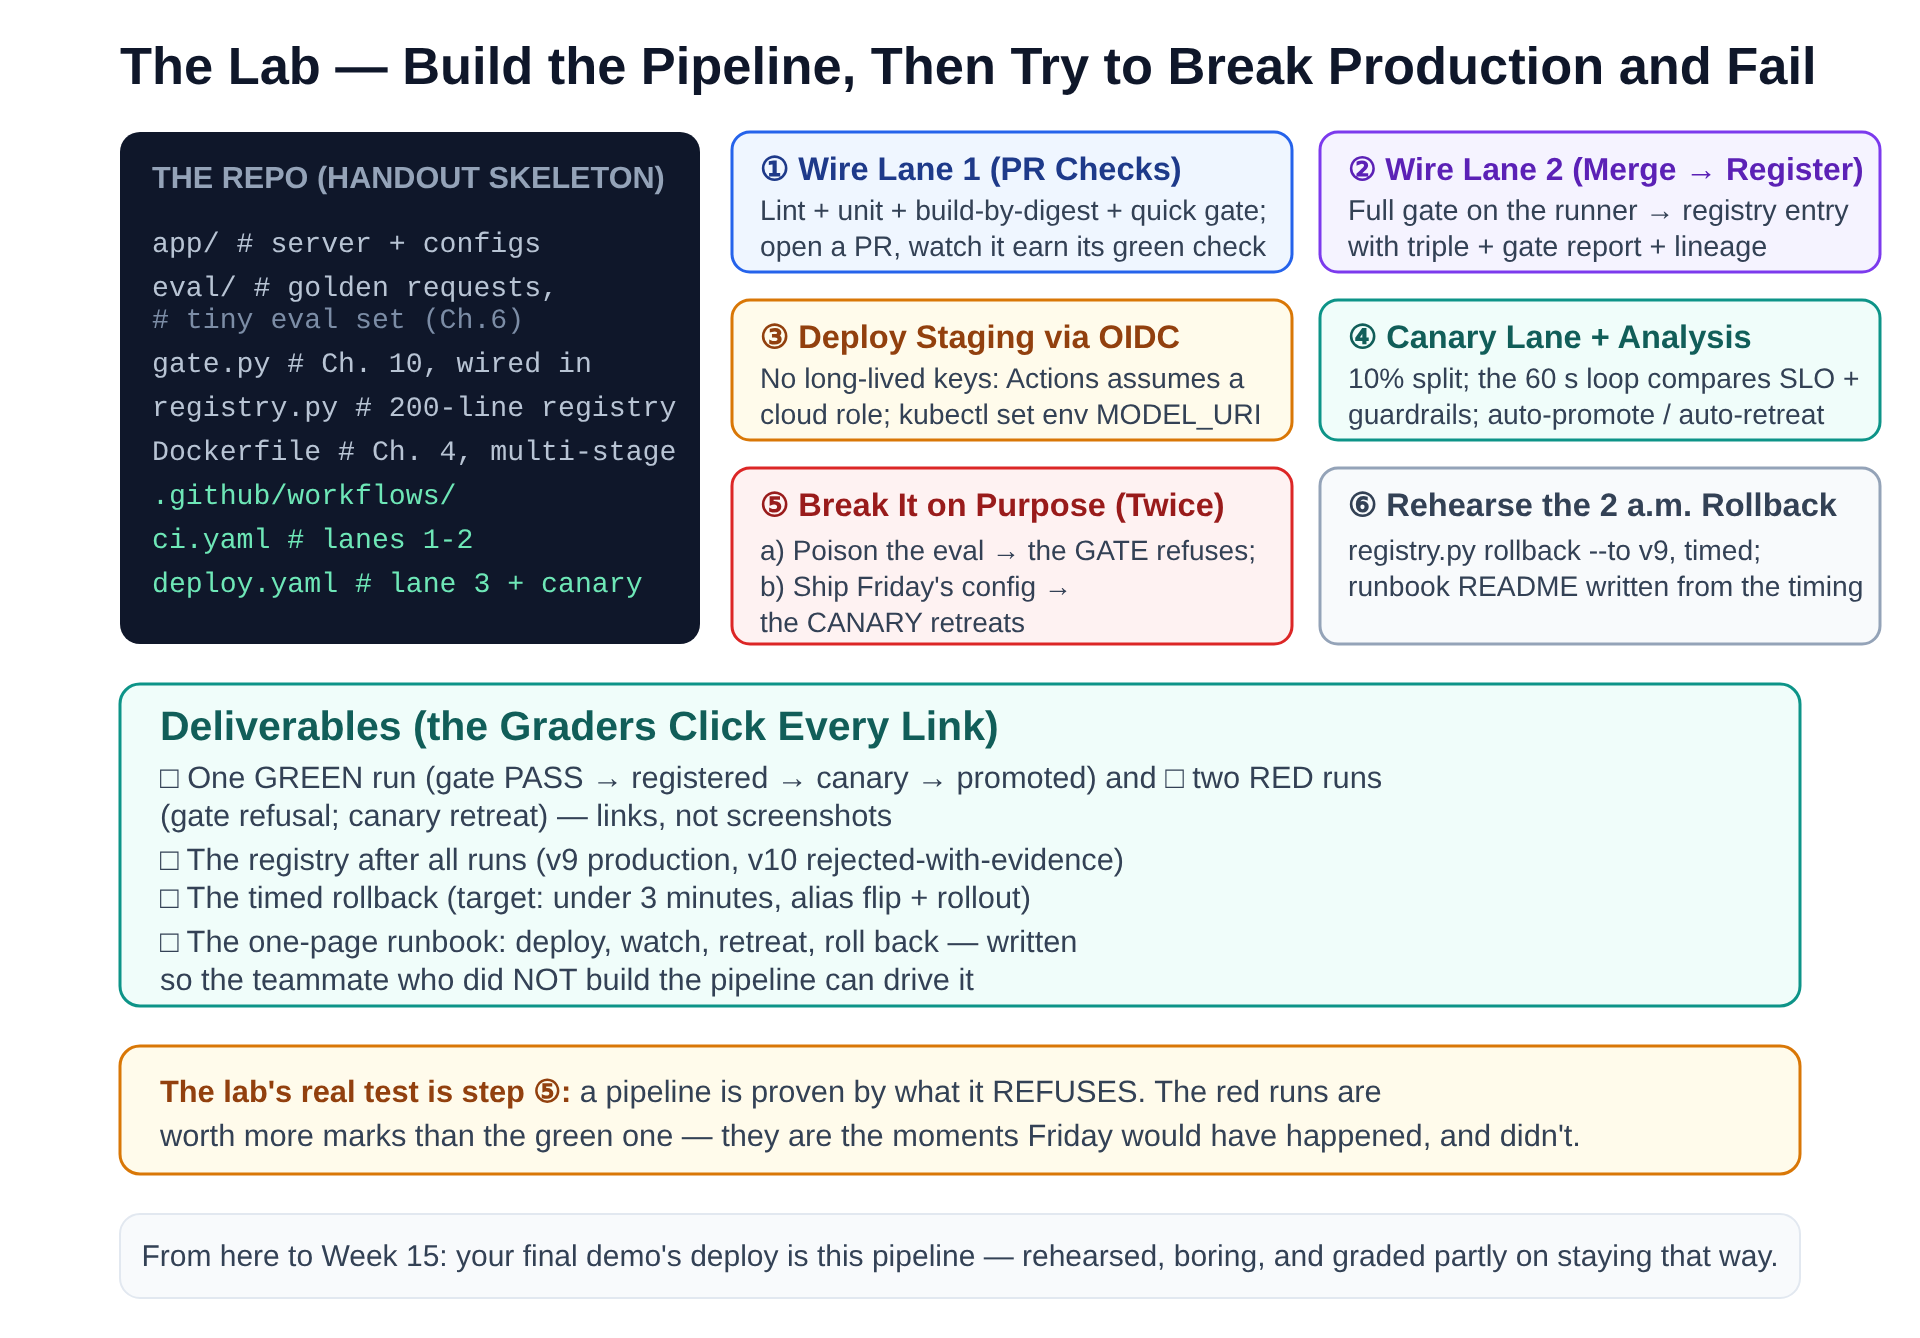 The Lab — Build the Pipeline, Then Try to Break Production and Fail
THE REPO (HANDOUT SKELETON)
app/ # server + configs
eval/ # golden requests,
# tiny eval set (Ch.6)
gate.py # Ch. 10, wired in
registry.py # 200-line registry
Dockerfile # Ch. 4, multi-stage
.github/workflows/
ci.yaml # lanes 1-2
deploy.yaml # lane 3 + canary
① Wire Lane 1 (PR Checks)
Lint + unit + build-by-digest + quick gate;
open a PR, watch it earn its green check
② Wire Lane 2 (Merge → Register)
Full gate on the runner → registry entry
with triple + gate report + lineage
③ Deploy Staging via OIDC
No long-lived keys: Actions assumes a
cloud role; kubectl set env MODEL_URI
④ Canary Lane + Analysis
10% split; the 60 s loop compares SLO +
guardrails; auto-promote / auto-retreat
⑤ Break It on Purpose (Twice)
a) Poison the eval → the GATE refuses;
b) Ship Friday's config →
the CANARY retreats
⑥ Rehearse the 2 a.m. Rollback
registry.py rollback --to v9, timed;
runbook README written from the timing
Deliverables (the Graders Click Every Link)
□ One GREEN run (gate PASS → registered → canary → promoted) and □ two RED runs
(gate refusal; canary retreat) — links, not screenshots
□ The registry after all runs (v9 production, v10 rejected-with-evidence)
□ The timed rollback (target: under 3 minutes, alias flip + rollout)
□ The one-page runbook: deploy, watch, retreat, roll back — written
so the teammate who did NOT build the pipeline can drive it
The lab's real test is step ⑤: a pipeline is proven by what it REFUSES. The red runs are
worth more marks than the green one — they are the moments Friday would have happened, and didn't.
From here to Week 15: your final demo's deploy is this pipeline — rehearsed, boring, and graded partly on staying that way.